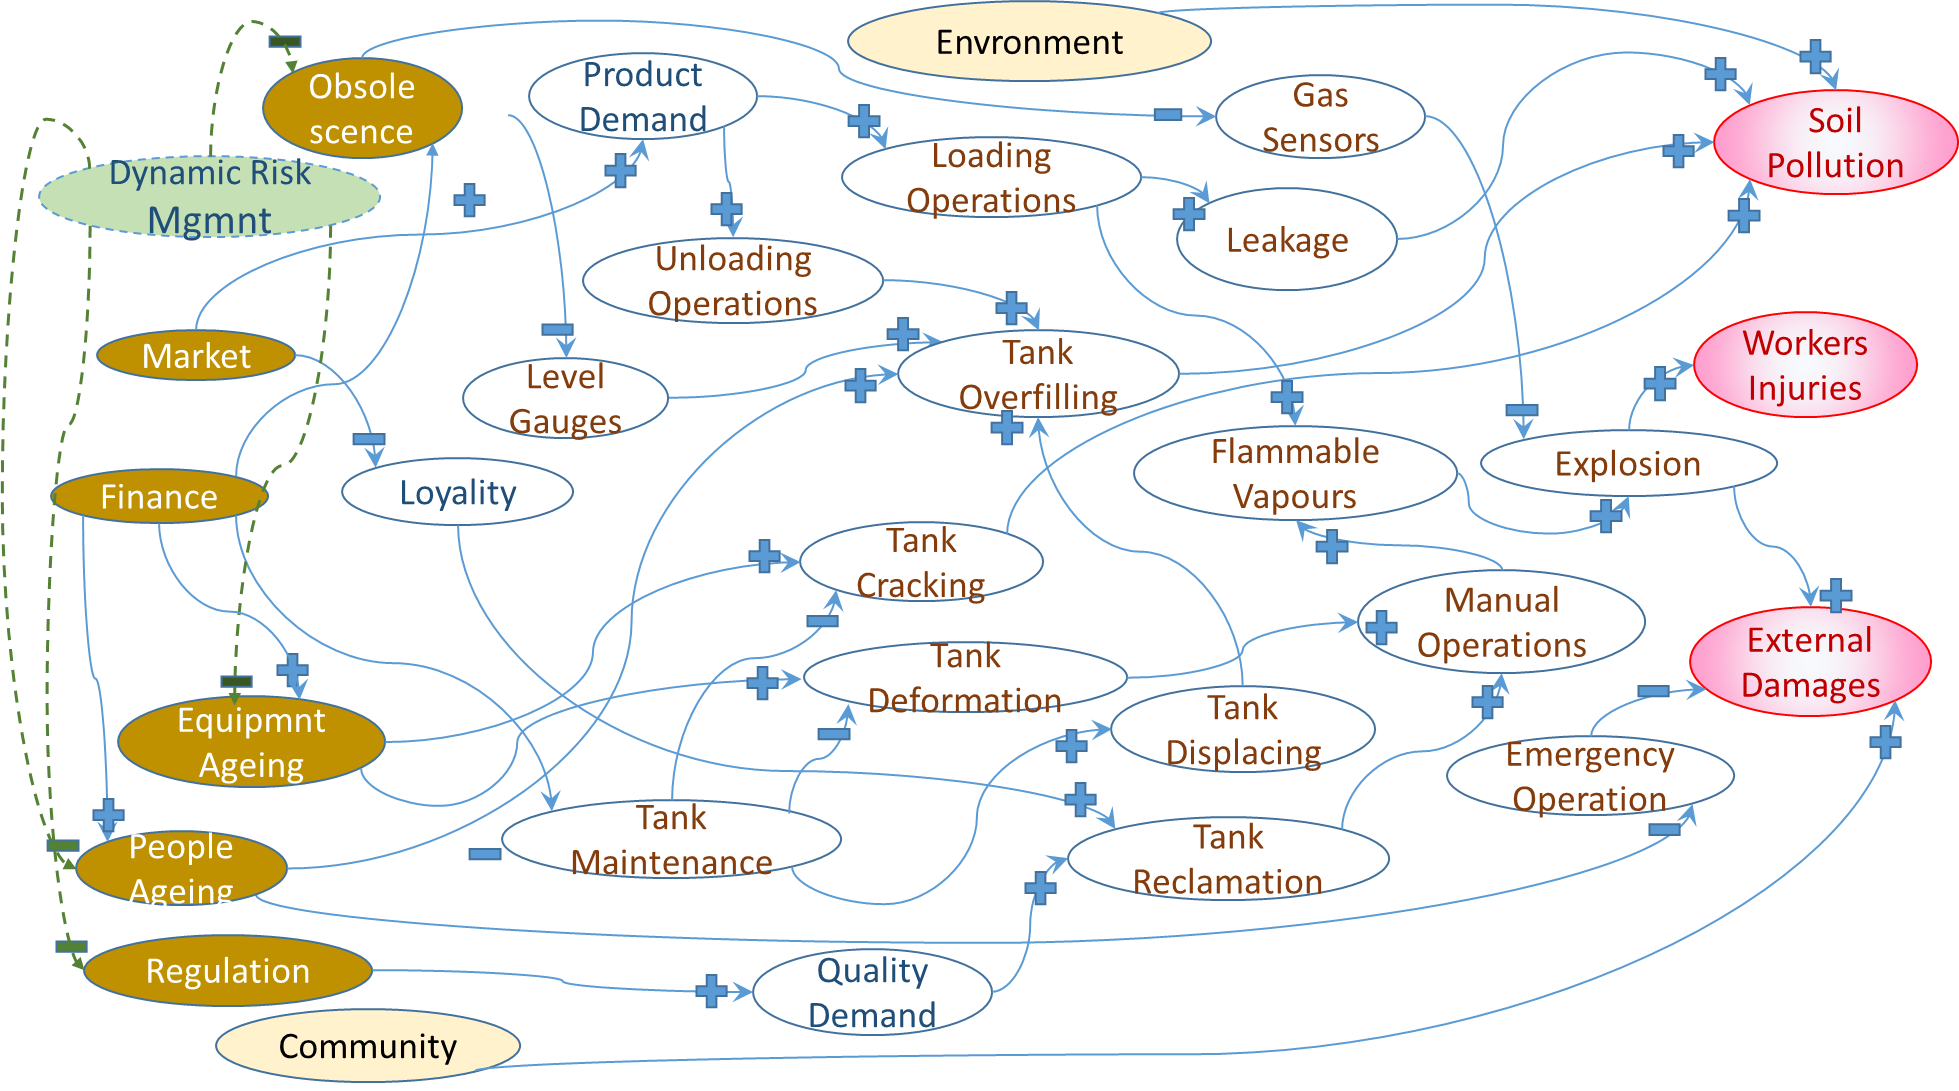 Envronment
Obsole
scence
Product
Demand
Gas
Sensors
Soil
Pollution
Dynamic Risk
Mgmnt
Loading
Operations
Leakage
Unloading
Operations
Market
Level
Gauges
Tank
Overfilling
Workers
Injuries
Finance
Loyality
Flammable
Vapours
Explosion
Tank
Cracking
Manual
Operations
Tank
Deformation
External
Damages
Equipmnt
Ageing
Tank
Displacing
Emergency
Operation
People
Ageing
Tank
Maintenance
Tank
Reclamation
Regulation
Quality
Demand
Community